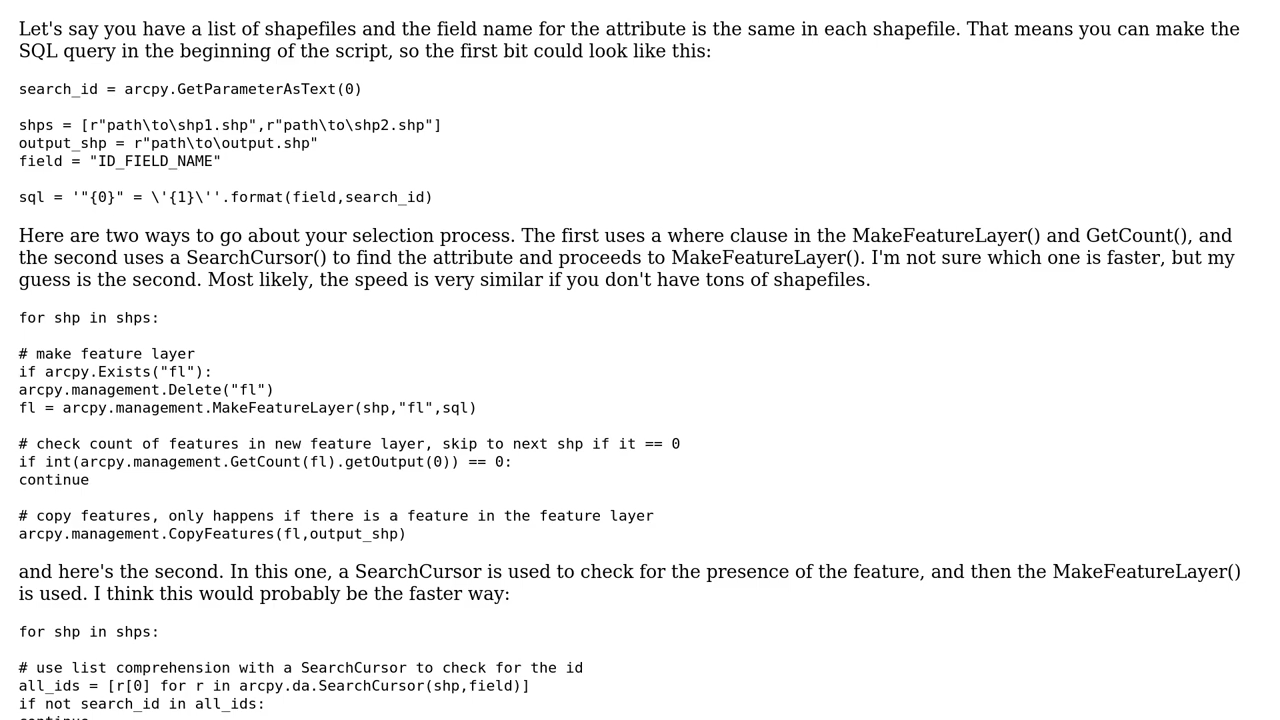 Let's say you have a list of shapefiles and the field name for the attribute is the same in each shapefile. That means you can make the
SQL query in the beginning of the script, so the first bit could look like this:
search_id = arcpy.GetParameterAsText(0)
shps = [r"path\to\shp1.shp",r"path\to\shp2.shp"]
output_shp = r"path\to\output.shp"
field = "ID_FIELD_NAME"
sql = '"{0}" = \'{1}\''.format(field,search_id)
Here are two ways to go about your selection process. The first uses a where clause in the MakeFeatureLayer() and GetCount(), and
the second uses a SearchCursor() to find the attribute and proceeds to MakeFeatureLayer(). I'm not sure which one is faster, but my
guess is the second. Most likely, the speed is very similar if you don't have tons of shapefiles.
for shp in shps:
# make feature layer
if arcpy.Exists("fl"):
arcpy.management.Delete("fl")
fl = arcpy.management.MakeFeatureLayer(shp,"fl",sql)
# check count of features in new feature layer, skip to next shp if it == 0
if int(arcpy.management.GetCount(fl).getOutput(0)) == 0:
continue
# copy features, only happens if there is a feature in the feature layer
arcpy.management.CopyFeatures(fl,output_shp)
and here's the second. In this one, a SearchCursor is used to check for the presence of the feature, and then the MakeFeatureLayer()
is used. I think this would probably be the faster way:
for shp in shps:
# use list comprehension with a SearchCursor to check for the id
all_ids = [r[0] for r in arcpy.da.SearchCursor(shp,field)]
if not search_id in all_ids: